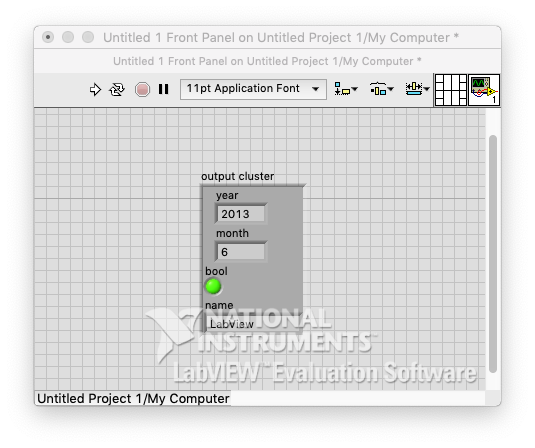 Untitled 1 Front Panel on Untitled Project 1/My Computer *
Untitled 1 Front Panel on Untitled Project 1/My Computer *
11pt Application Font
1
output cluster
year
2013
month
6
bool
name
LabView
NATIONAL
INSTRUMENTS™
LabVIEW™ Evaluation Software
Untitled Project 1/My Computer